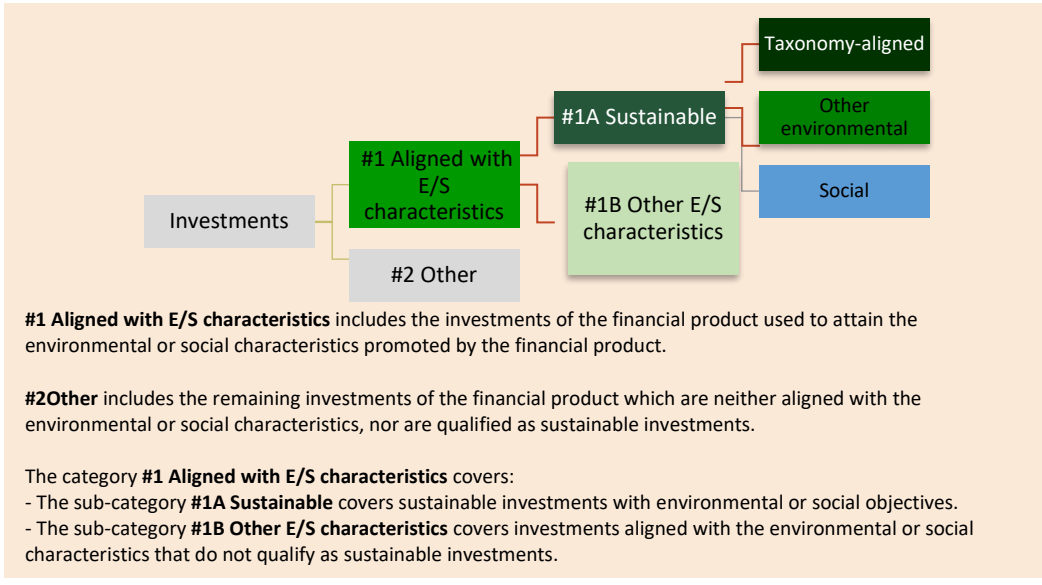 Taxonomy-aligned
#1A Sustainable
Other
environmental
#1 Aligned with
E/S
characteristics
Social
#1B Other E/S
characteristics
Investments
#2 Other
#1 Aligned with E/S characteristics includes the investments of the financial product used to attain the
environmental or social characteristics promoted by the financial product.
#2Other includes the remaining investments of the financial product which are neither aligned with the
environmental or social characteristics, nor are qualified as sustainable investments.
The category #1 Aligned with E/S characteristics covers:
- The sub-category #1A Sustainable covers sustainable investments with environmental or social objectives.
- The sub-category #1B Other E/S characteristics covers investments aligned with the environmental or social
characteristics that do not qualify as sustainable investments.